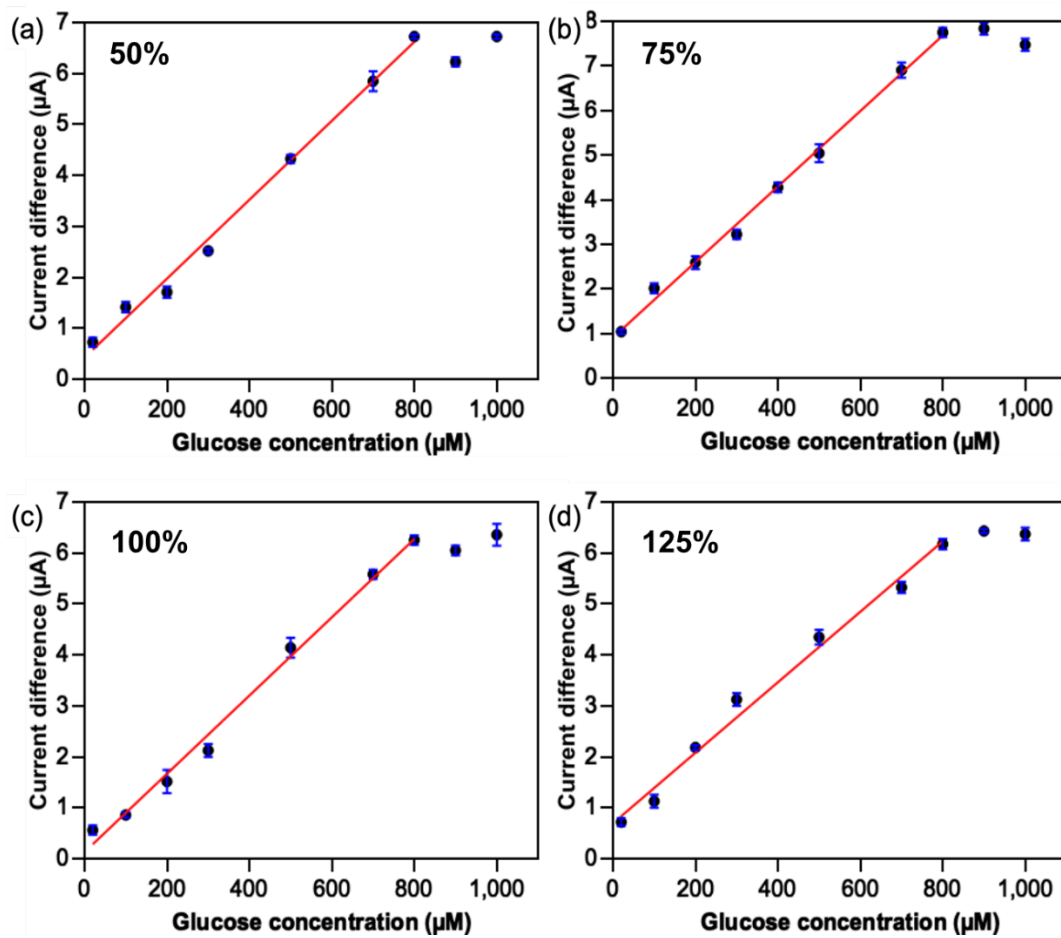 (a)
50%
Current difference (µA)
7
6
5
4
3
2
1
0
0 200 400 600 800 1,000
Glucose concentration (µM)
(b)
75%
Current difference (µA)
8
7
6
5
4
3
2
1
0
0 200 400 600 800 1,000
Glucose concentration (µM)
(c)
100%
Current difference (µA)
7
6
5
4
3
2
1
0
0 200 400 600 800 1,000
Glucose concentration (µM)
(d)
125%
Current difference (µA)
7
6
5
4
3
2
1
0
0 200 400 600 800 1,000
Glucose concentration (µM)